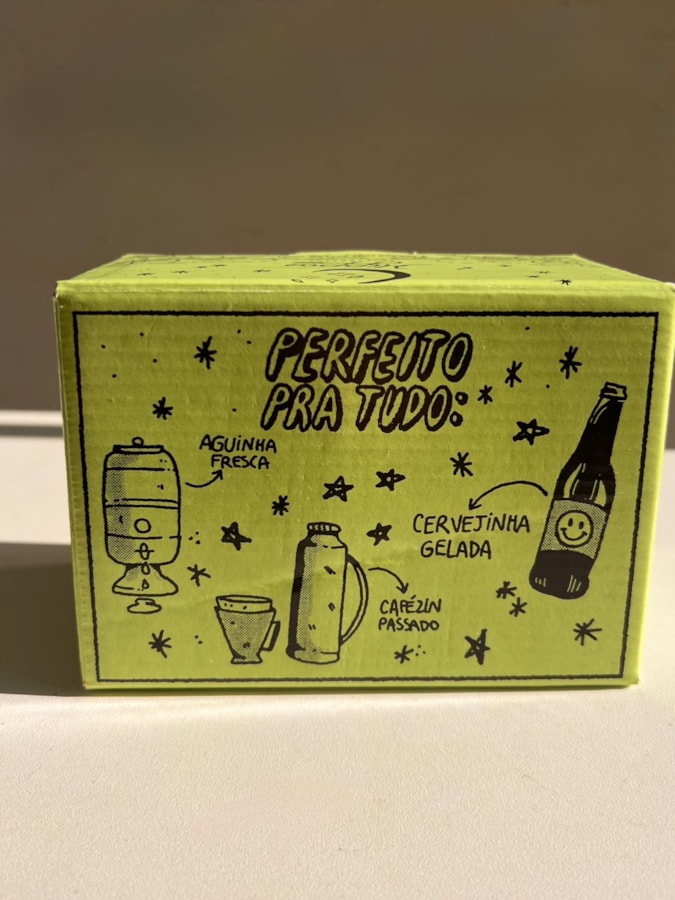 PERFEITO
PRA TUDO:
AGUINHA
FRESCA
CERVEJINHA
GELADA
CAFÉZIN
PASSADO